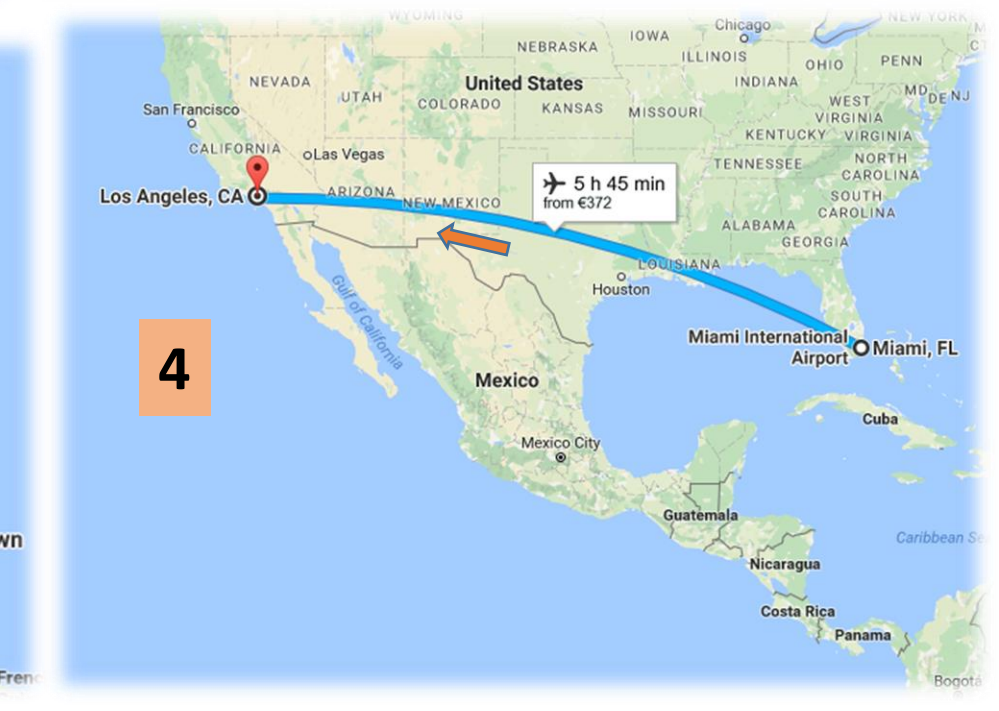 WYOMING
Chicago
NEW YORK
NEBRASKA
IOWA
ILLINOIS
OHIO
PENN
NEVADA
United States
INDIANA
UTAH
COLORADO
KANSAS
MISSOURI
WEST
VIRGINIA
MD
DE
NJ
San Francisco
KENTUCKY
VIRGINIA
CALIFORNIA
Las Vegas
TENNESSEE
NORTH
CAROLINA
5 h 45 min
from €372
Los Angeles, CA
ARIZONA
NEW MEXICO
SOUTH
CAROLINA
ALABAMA
GEORGIA
LOUISIANA
Houston
Gulf of California
Miami International
Airport
Miami, FL
4
Mexico
Cuba
Mexico City
Guatemala
Caribbean
Nicaragua
Costa Rica
Panama
Bogotá